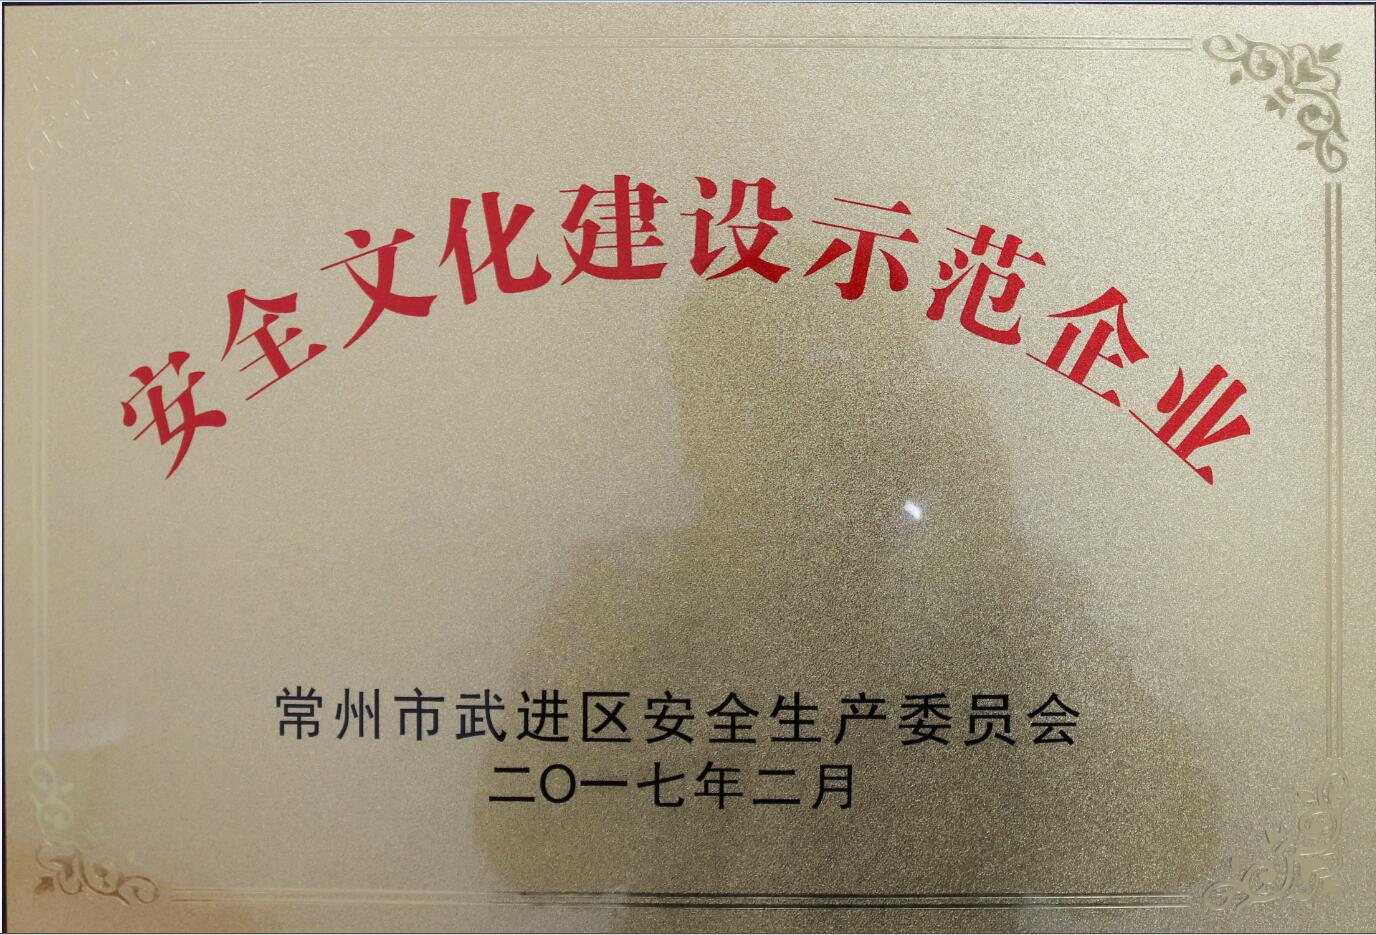 安全文化建设示范企业
常州市武进区安全生产委员会
二〇一七年二月